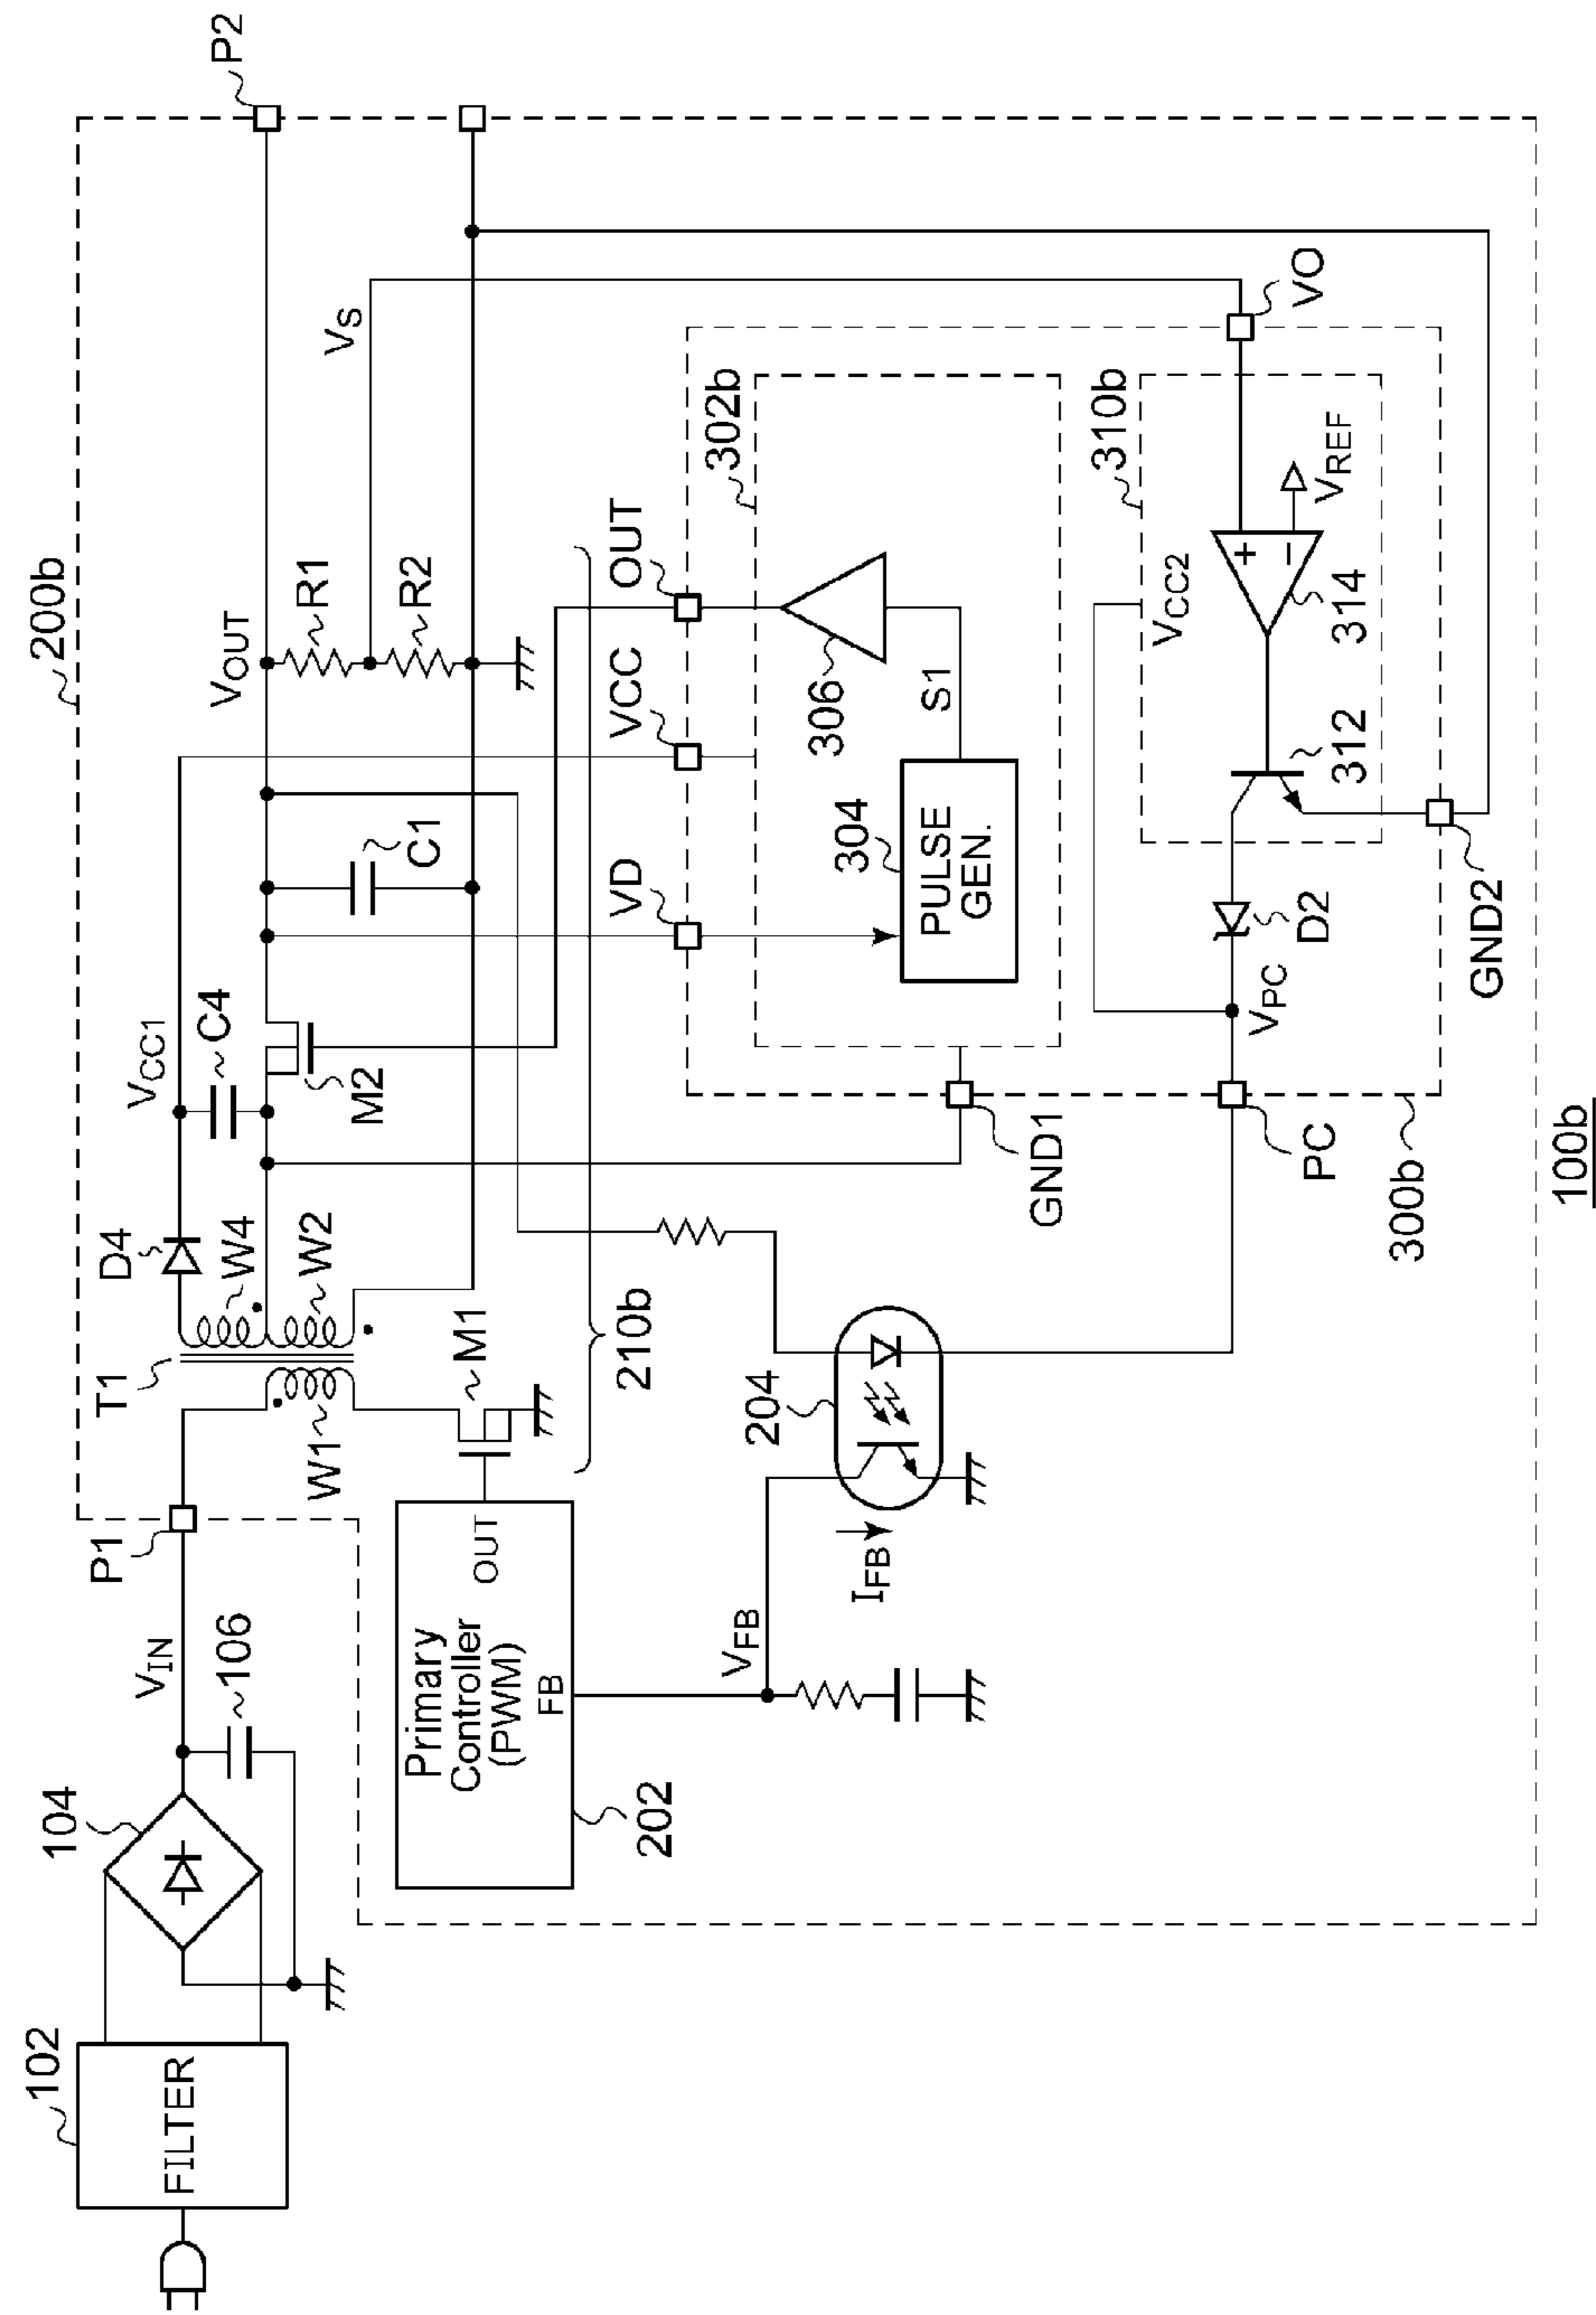 100b
200b
102
FILTER
104
VIN
106
P1
T1
W1
D4
W4
W2
VCC1
C4
M2
C1
VOUT
R1
R2
VS
P2
M1
210b
Primary
Controller
(PWM)
OUT
FB
202
VFB
IFB
204
VD
VCC
OUT
302b
304
PULSE
GEN.
S1
306
GND1
PC
300b
VPC
D2
VCC2
310b
312
314
VREF
VO
GND2